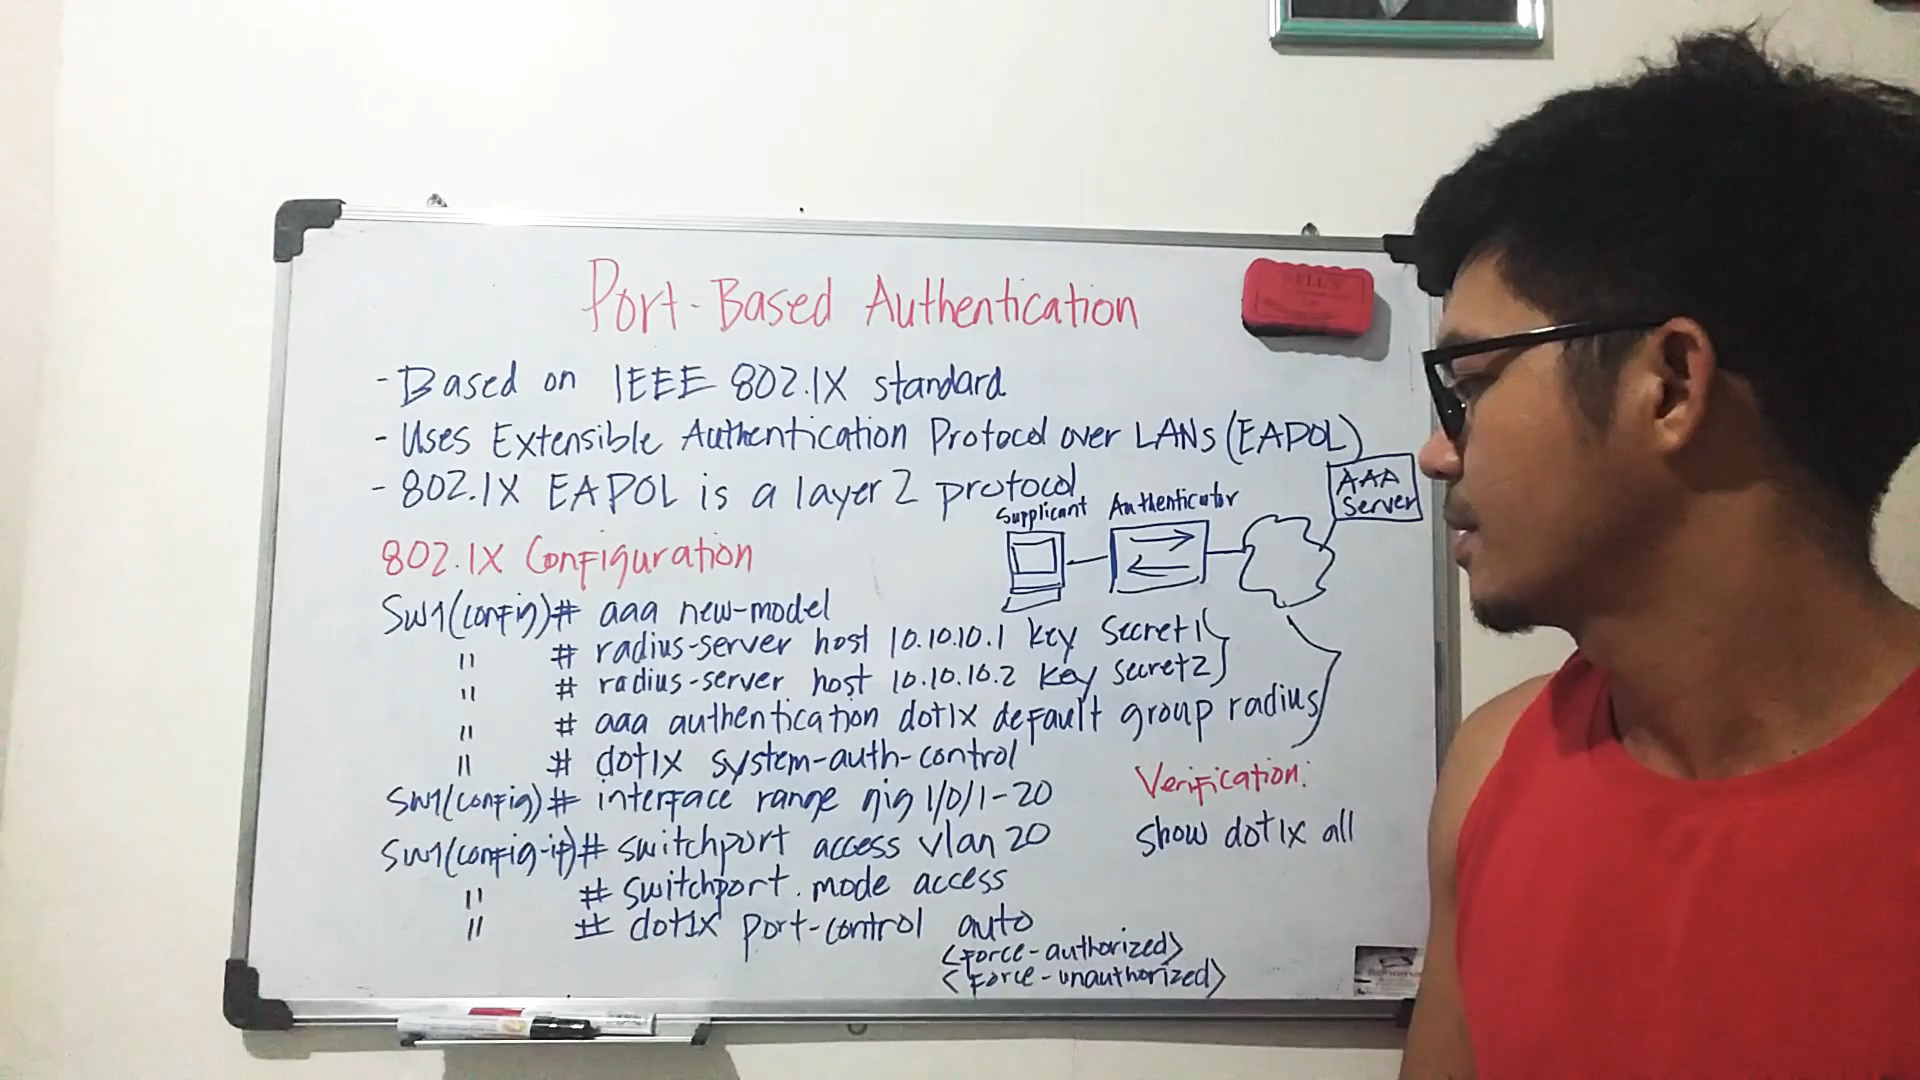 Port-Based Authentication
- Based on IEEE 802.1X standard
- Uses Extensible Authentication Protocol over LANs (EAPOL)
- 802.1X EAPOL is a layer 2 protocol
Supplicant
Authenticator
AAA
Server
802.1X Configuration
SW1(config)# aaa new-model
" # radius-server host 10.10.10.1 key secret1
" # radius-server host 10.10.10.2 key secret2
" # aaa authentication dot1x default group radius
" # dot1x system-auth-control
SW1(config)# interface range gig 1/0/1-20
SW1(config-if)# switchport access vlan 20
" # switchport mode access
" # dot1x port-control auto
<force-authorized>
<force-unauthorized>
Verification:
show dot1x all